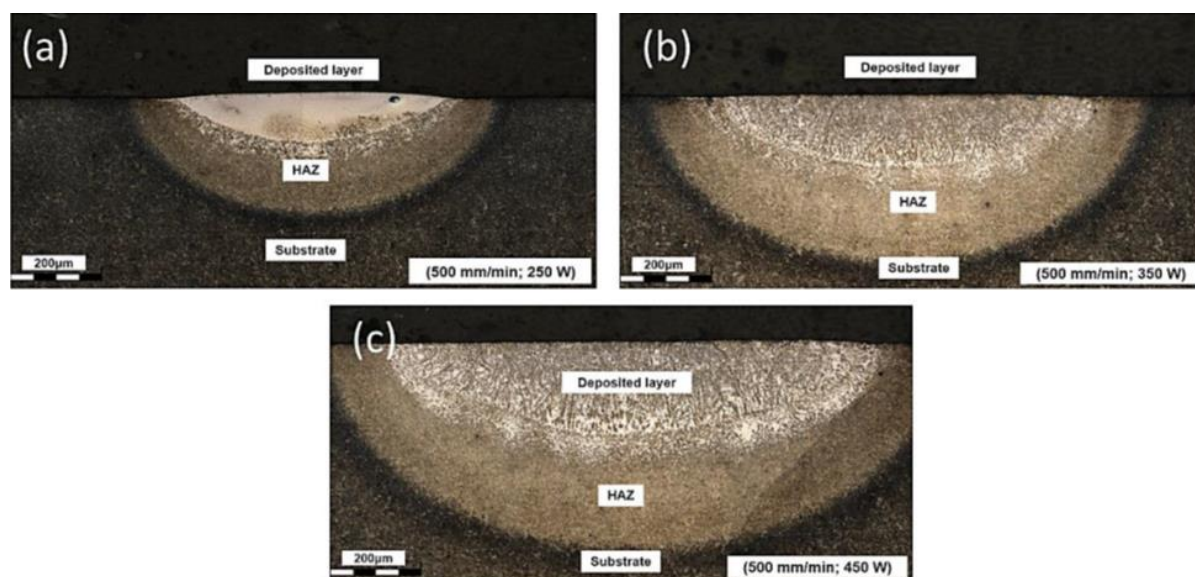 (a)
Deposited layer
HAZ
Substrate
200µm
(500 mm/min; 250 W)
(b)
Deposited layer
HAZ
Substrate
200µm
(500 mm/min; 350 W)
(c)
Deposited layer
HAZ
Substrate
200µm
(500 mm/min; 450 W)